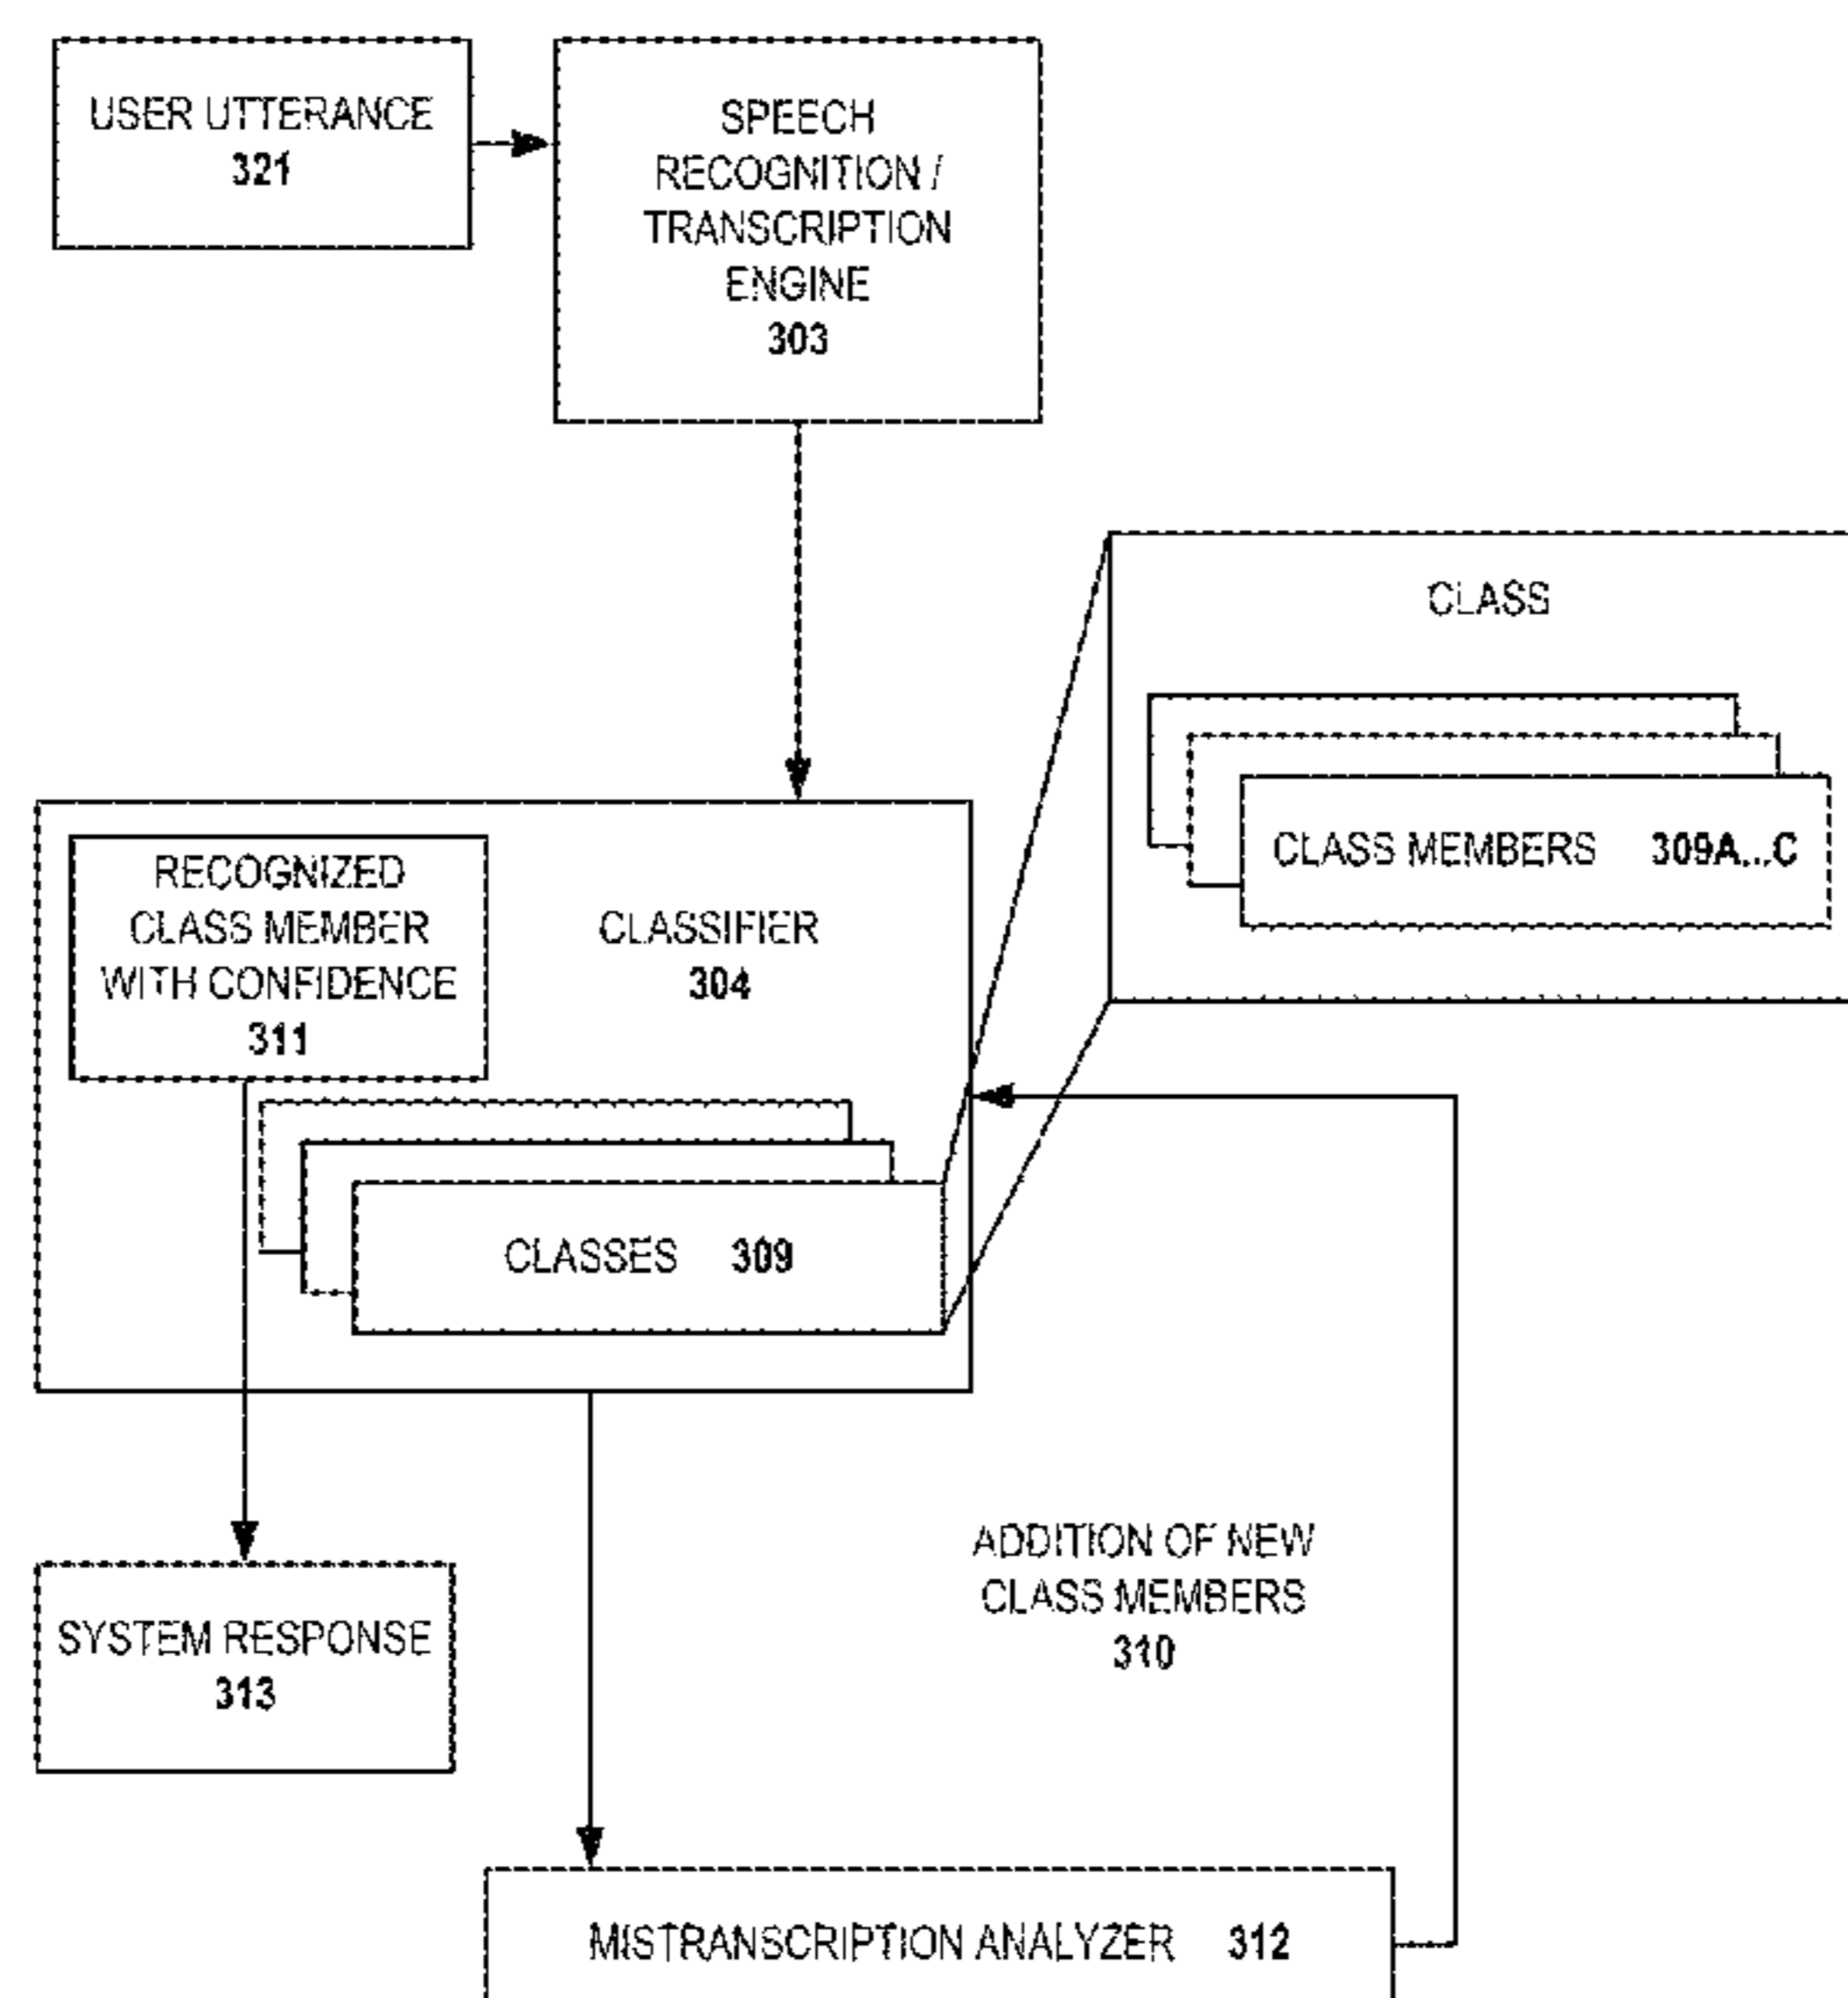 USER UTTERANCE
321
SPEECH
RECOGNITION /
TRANSCRIPTION
ENGINE
303
CLASS
CLASS MEMBERS 309A...C
RECOGNIZED
CLASS MEMBER
WITH CONFIDENCE
311
CLASSIFIER
304
CLASSES 309
ADDITION OF NEW
CLASS MEMBERS
310
SYSTEM RESPONSE
313
MISTRANSCRIPTION ANALYZER 312